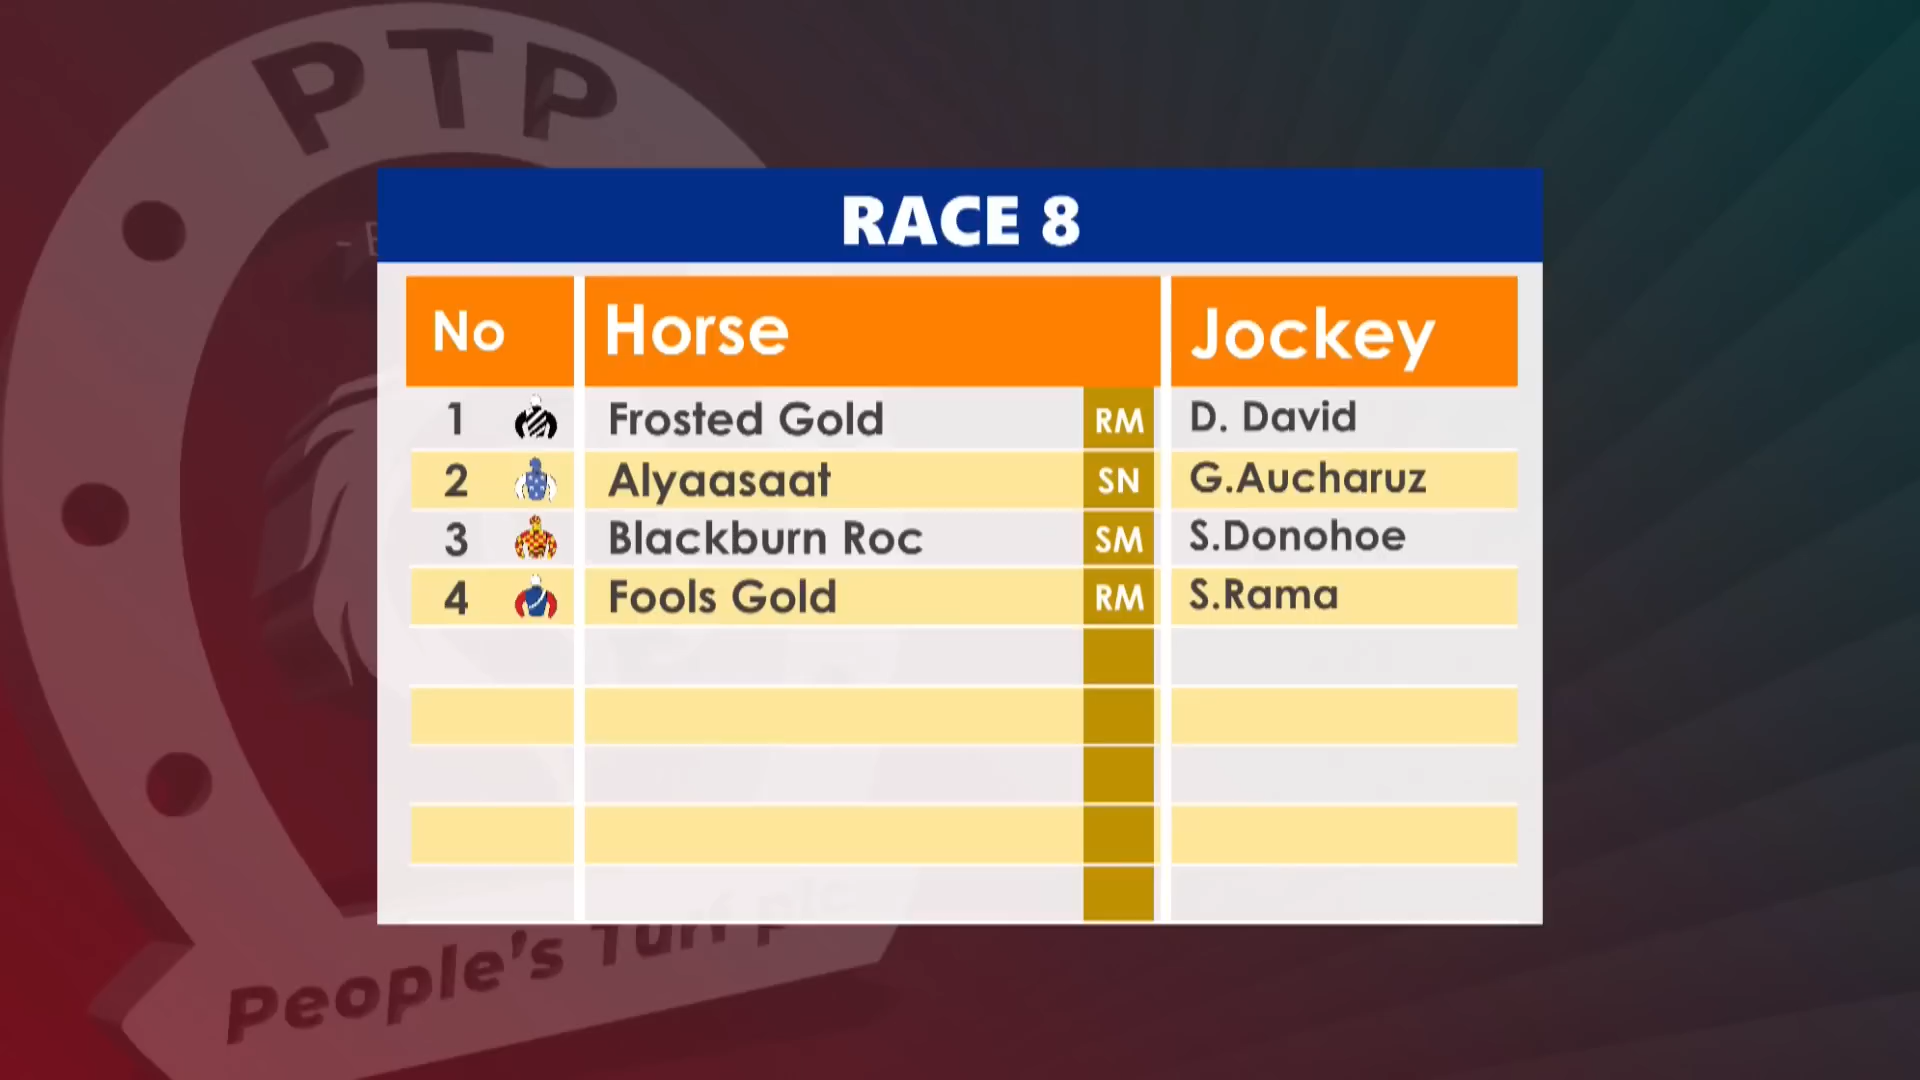 PTP
RACE 8
No Horse Jockey
1 Frosted Gold RM D. David
2 Alyaasaat SN G.Aucharuz
3 Blackburn Roc SM S.Donohoe
4 Fools Gold RM S.Rama
People's Turf plc